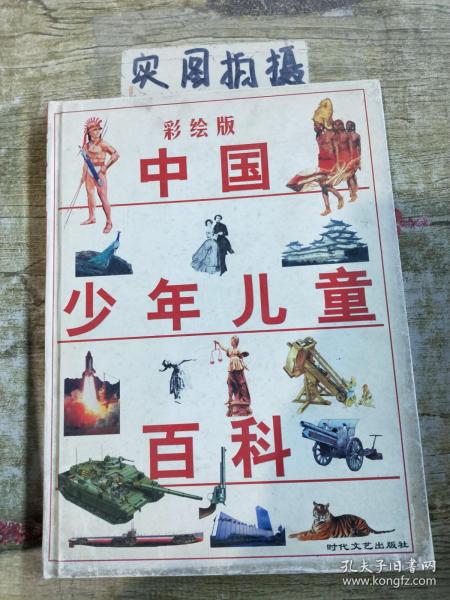 实图拍摄
彩绘版
中国
少年儿童
百科
时代文艺出版社
孔夫子旧书网
www.kongfz.com